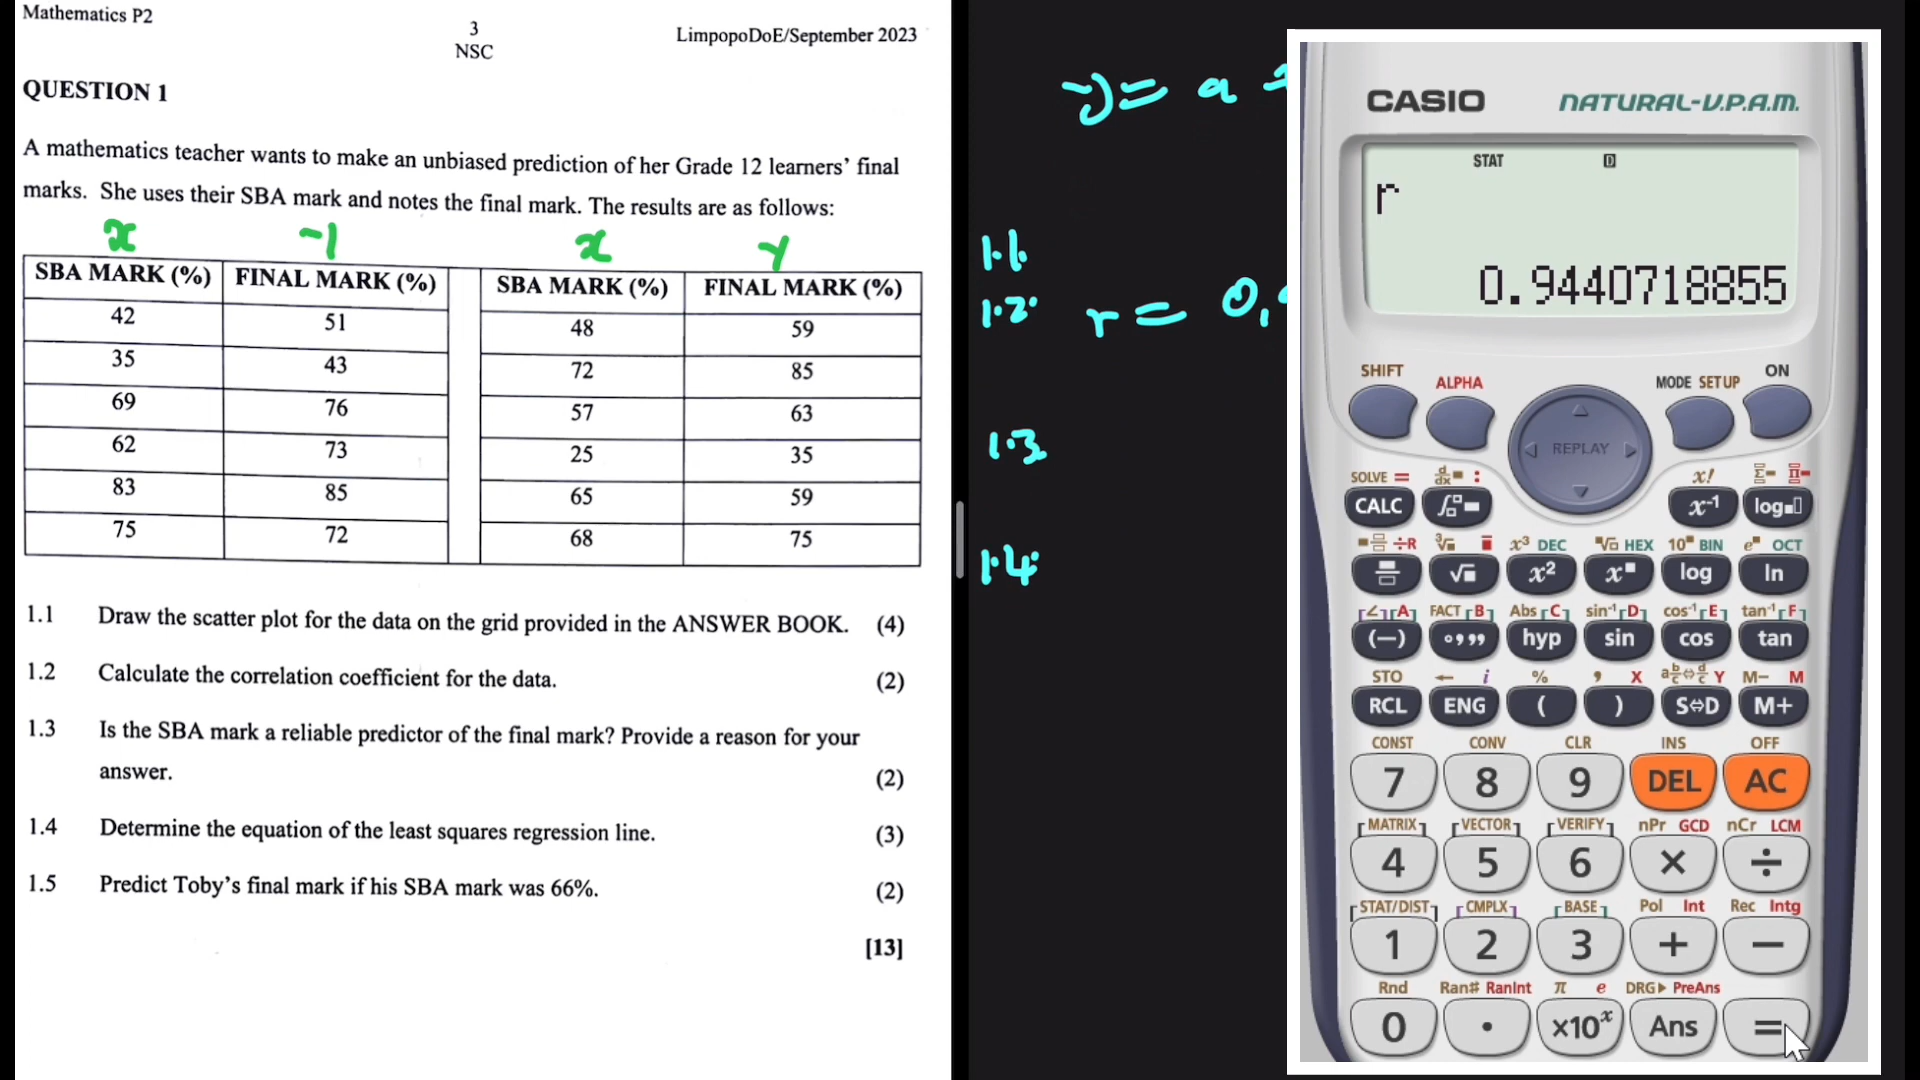 Mathematics P2
3
NSC
LimpopoDoE/September 2023
QUESTION 1
A mathematics teacher wants to make an unbiased prediction of her Grade 12 learners' final
marks. She uses their SBA mark and notes the final mark. The results are as follows:
x y x y
SBA MARK (%) FINAL MARK (%) SBA MARK (%) FINAL MARK (%)
42 51 48 59
35 43 72 85
69 76 57 63
62 73 25 35
83 85 65 59
75 72 68 75
1.1 Draw the scatter plot for the data on the grid provided in the ANSWER BOOK. (4)
1.2 Calculate the correlation coefficient for the data. (2)
1.3 Is the SBA mark a reliable predictor of the final mark? Provide a reason for your
answer. (2)
1.4 Determine the equation of the least squares regression line. (3)
1.5 Predict Toby's final mark if his SBA mark was 66%. (2)
[13]
y = a +
1.1.
1.2. r = 0,
1.3
1.4.
CASIO NATURAL-V.P.A.M.
STAT D
r
0.9440718855
SHIFT ALPHA MODE SETUP ON
REPLAY
SOLVE = d/dx : x! Σ Π
CALC ∫ x⁻¹ log
÷R ³√ x³ DEC √ HEX 10 BIN e OCT
√ x² x log ln
∠ A FACT B Abs C sin⁻¹ D cos⁻¹ E tan⁻¹ F
(−) °,,, hyp sin cos tan
STO ← i % , X a b/c⇔d/c Y M− M
RCL ENG ( ) S⇔D M+
CONST CONV CLR INS OFF
7 8 9 DEL AC
MATRIX VECTOR VERIFY nPr GCD nCr LCM
4 5 6 × ÷
STAT/DIST CMPLX BASE Pol Int Rec Intg
1 2 3 + −
Rnd Ran# RanInt π e DRG▶ PreAns
0 . ×10ˣ Ans =